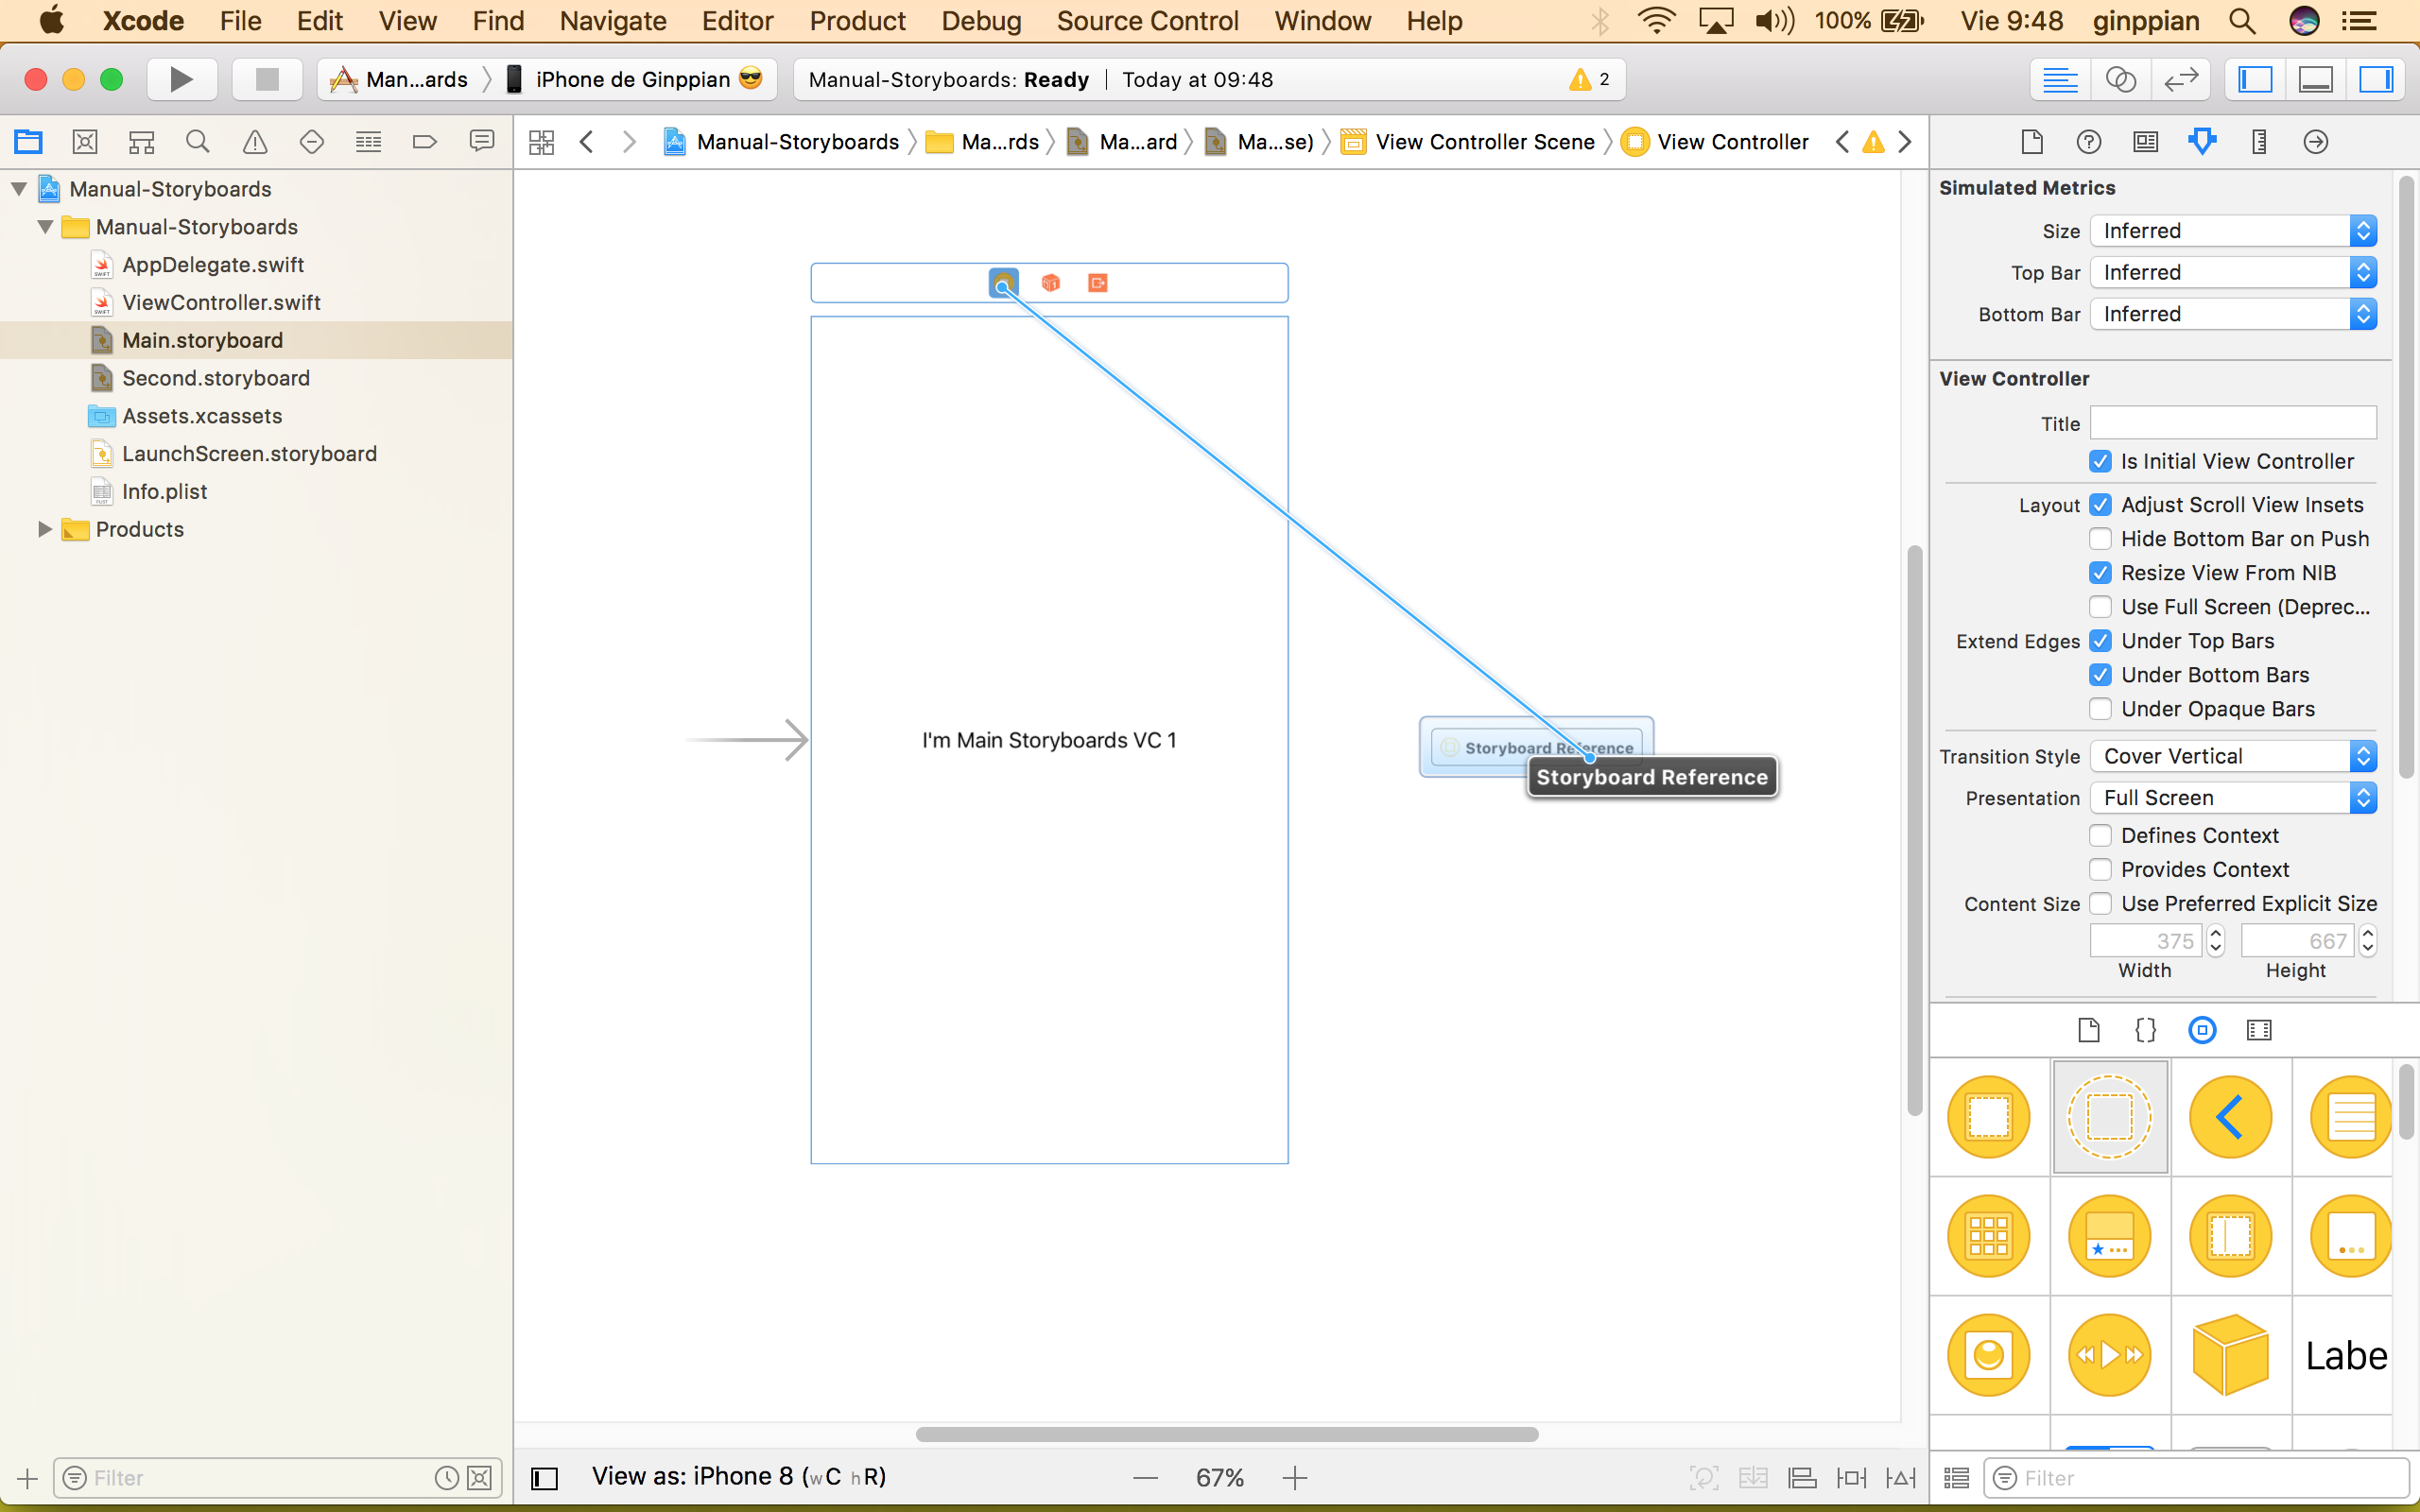 Xcode File Edit View Find Navigate Editor Product Debug Source Control Window Help 100% Vie 9:48 ginppian
Man...ards iPhone de Ginppian 😎 Manual-Storyboards: Ready | Today at 09:48 2
Manual-Storyboards Ma...rds Ma...ard Ma...se) View Controller Scene View Controller
Manual-Storyboards
Manual-Storyboards
AppDelegate.swift
ViewController.swift
Main.storyboard
Second.storyboard
Assets.xcassets
LaunchScreen.storyboard
Info.plist
Products
I'm Main Storyboards VC 1
Storyboard Reference
Storyboard Reference
Simulated Metrics
Size Inferred
Top Bar Inferred
Bottom Bar Inferred
View Controller
Title
Is Initial View Controller
Layout Adjust Scroll View Insets
Hide Bottom Bar on Push
Resize View From NIB
Use Full Screen (Deprec...
Extend Edges Under Top Bars
Under Bottom Bars
Under Opaque Bars
Transition Style Cover Vertical
Presentation Full Screen
Defines Context
Provides Context
Content Size Use Preferred Explicit Size
375 667
Width Height
{}
Labe
Filter
View as: iPhone 8 (wC hR) 67%
Filter